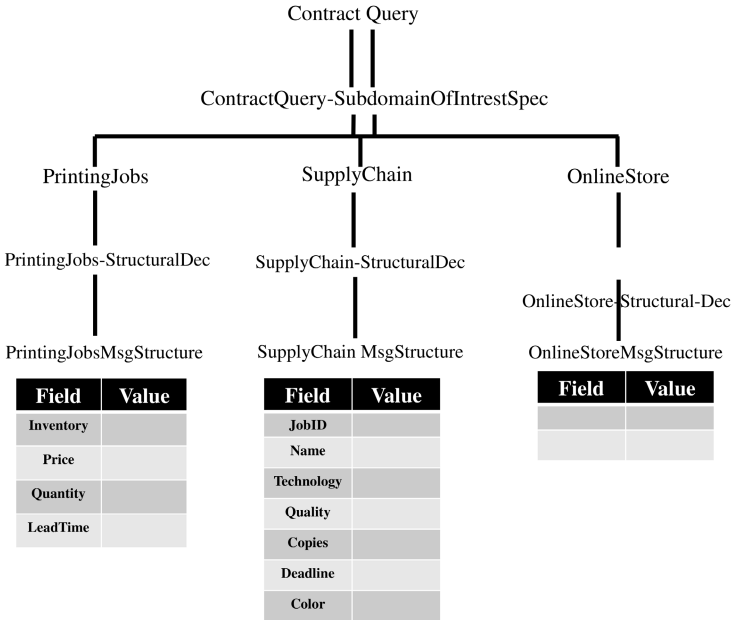 Contract Query
ContractQuery-SubdomainOfIntrestSpec
PrintingJobs
SupplyChain
OnlineStore
PrintingJobs-StructuralDec
SupplyChain-StructuralDec
OnlineStore-Structural-Dec
PrintingJobsMsgStructure
SupplyChain MsgStructure
OnlineStoreMsgStructure
Field Value
Inventory
Price
Quantity
LeadTime
Field Value
JobID
Name
Technology
Quality
Copies
Deadline
Color
Field Value